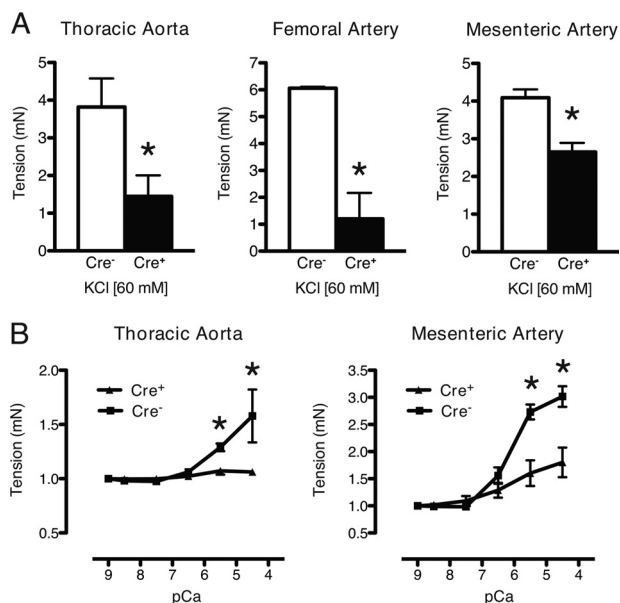 A
Thoracic Aorta
Femoral Artery
Mesenteric Artery
Tension (mN)
5
4
3
2
1
0
*
Cre⁻ Cre⁺
KCl [60 mM]
Tension (mN)
7
6
5
4
3
2
1
0
*
Cre⁻ Cre⁺
KCl [60 mM]
Tension (mN)
5
4
3
2
1
0
*
Cre⁻ Cre⁺
KCl [60 mM]
B
Thoracic Aorta
Mesenteric Artery
Tension (mN)
2.0
1.5
1.0
0.5
Cre⁺
Cre⁻
*
*
9 8 7 6 5 4
pCa
Tension (mN)
3.5
3.0
2.5
2.0
1.5
1.0
0.5
Cre⁺
Cre⁻
*
*
9 8 7 6 5 4
pCa